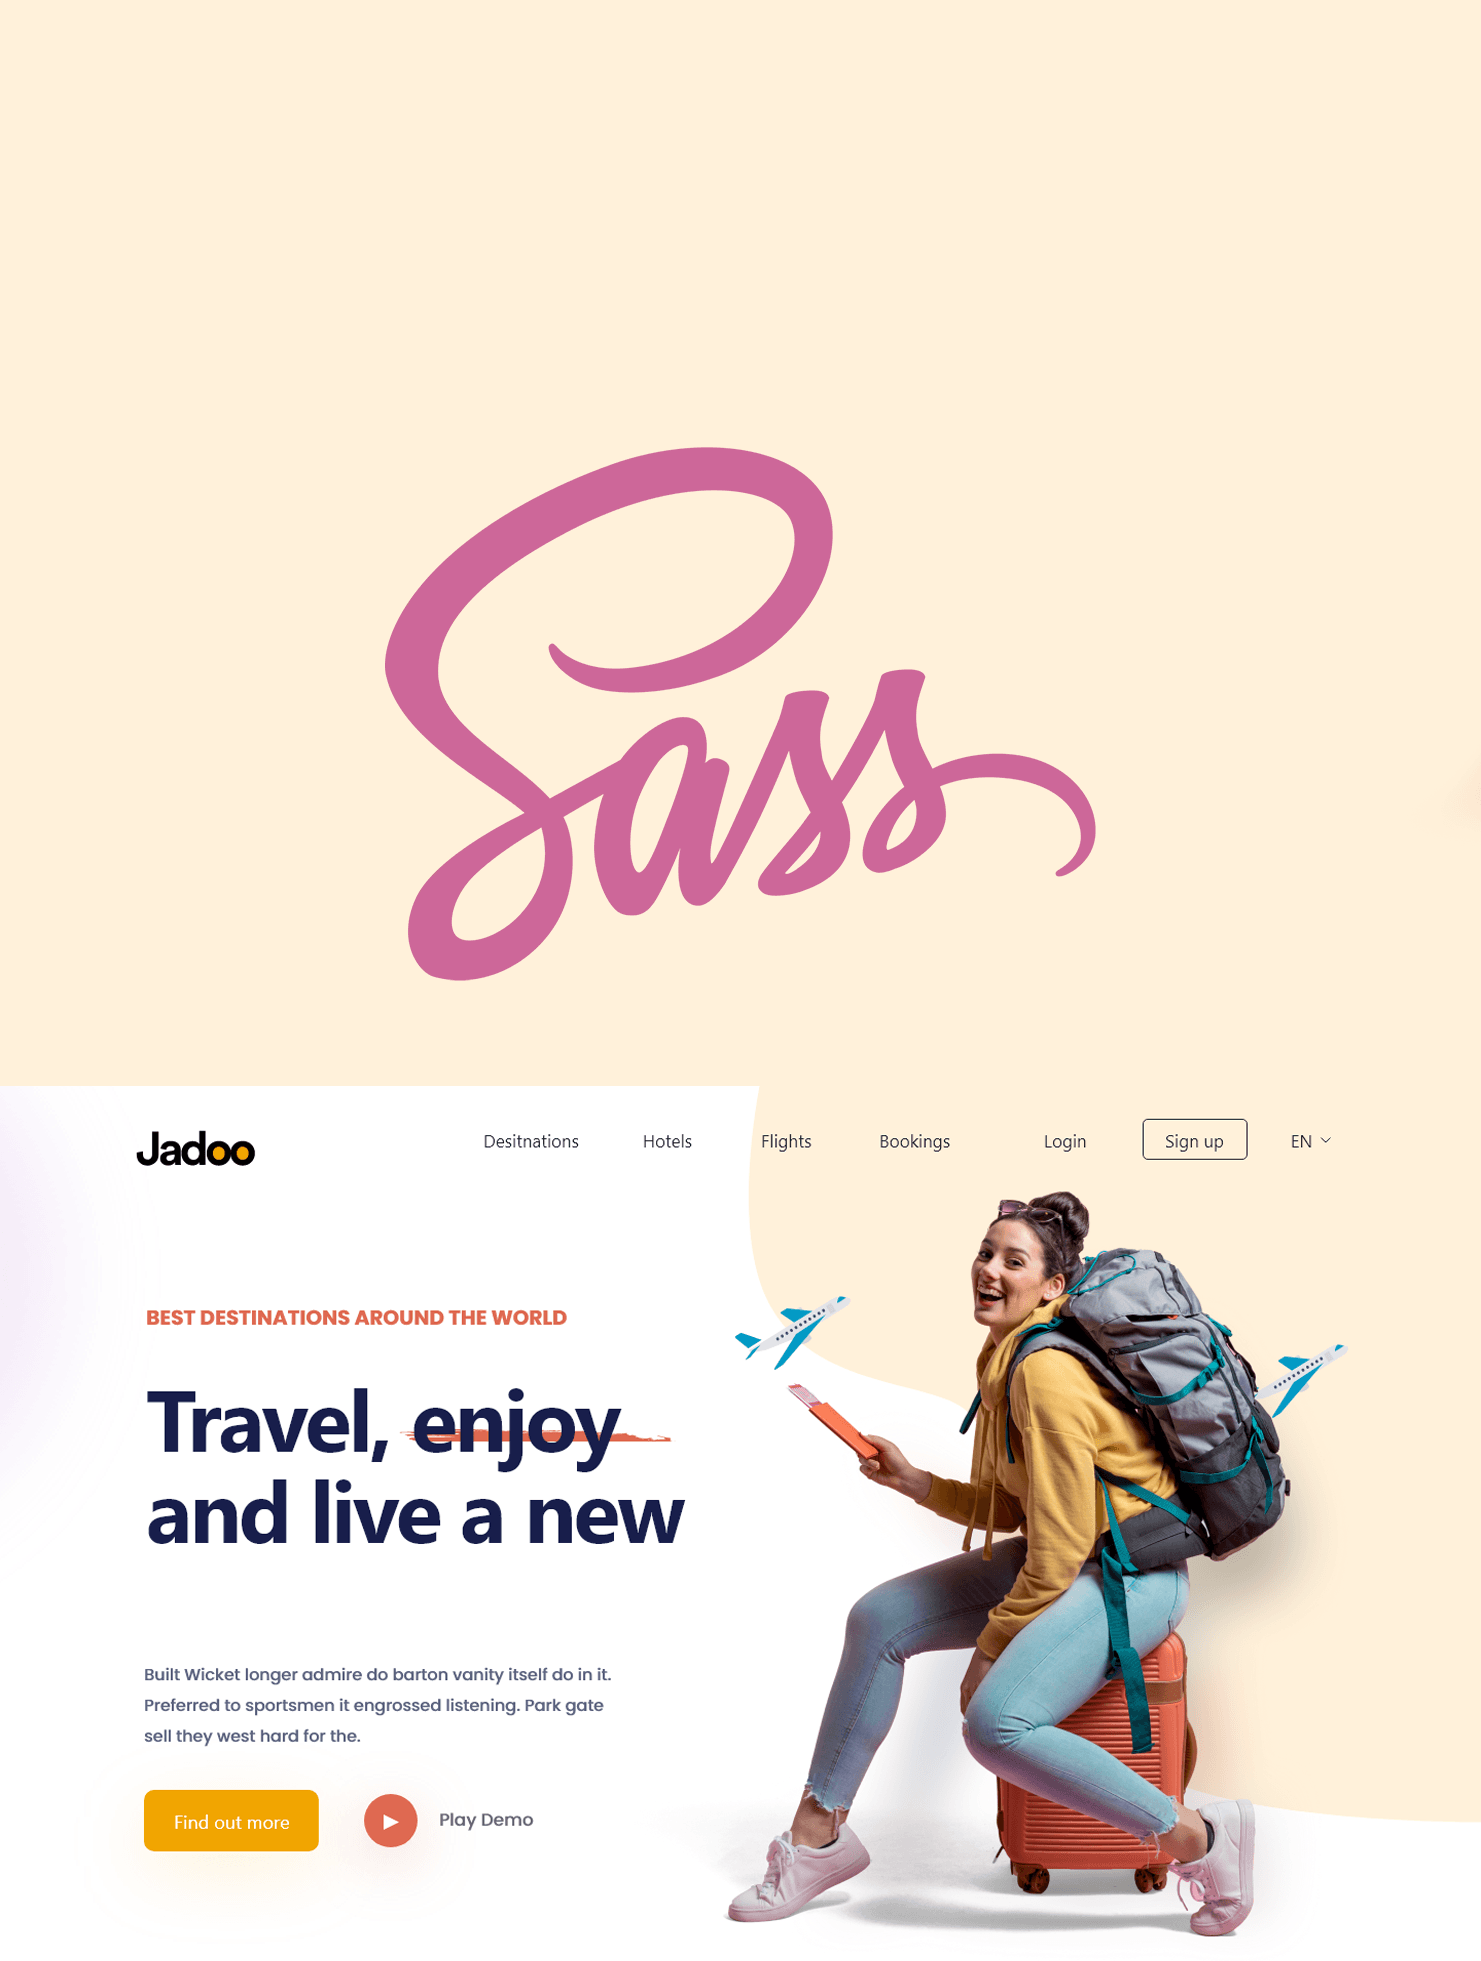 Sass
Jadoo
Desitnations
Hotels
Flights
Bookings
Login
Sign up
EN
BEST DESTINATIONS AROUND THE WORLD
Travel, enjoy
and live a new
Built Wicket longer admire do barton vanity itself do in it.
Preferred to sportsmen it engrossed listening. Park gate
sell they west hard for the.
Find out more
Play Demo